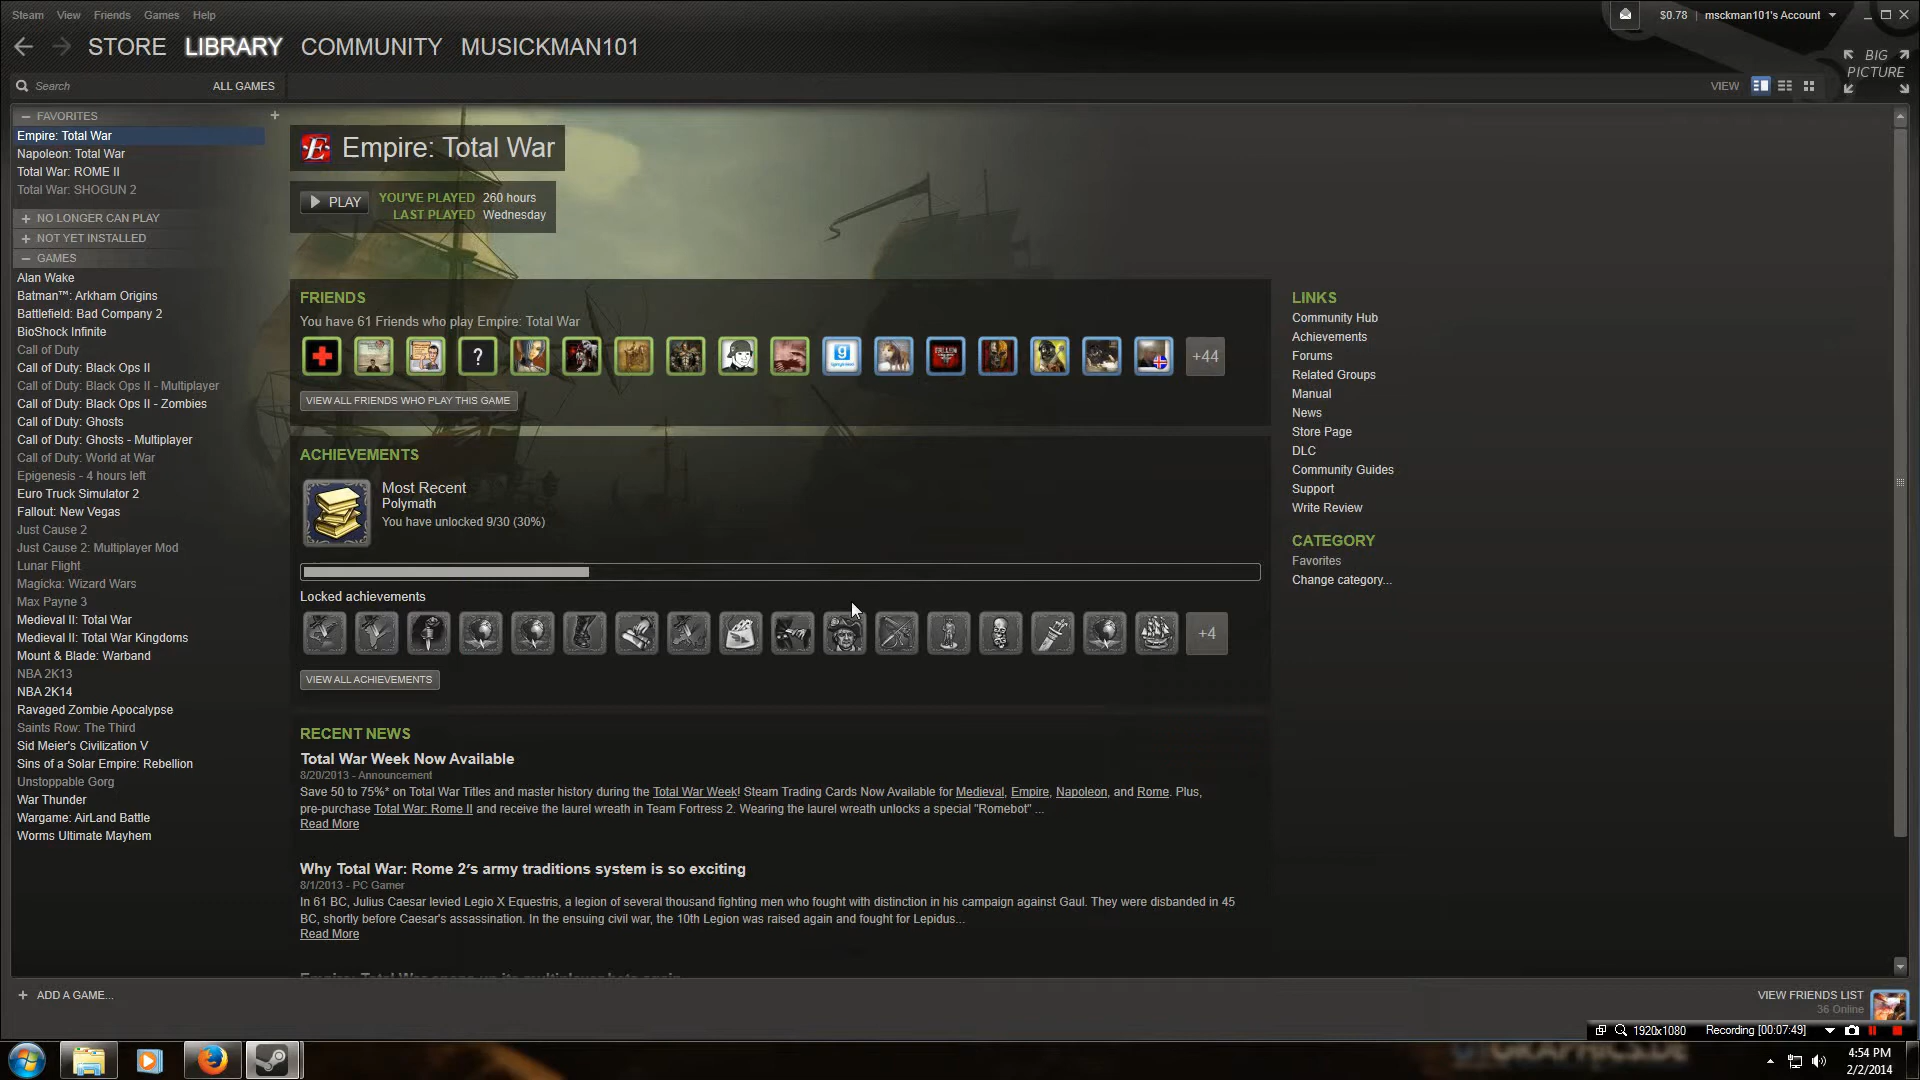 Steam View Friends Games Help
$0.78 msckman101's Account
STORE LIBRARY COMMUNITY MUSICKMAN101
BIG PICTURE
Search ALL GAMES
VIEW
FAVORITES
Empire: Total War
Napoleon: Total War
Total War: ROME II
Total War: SHOGUN 2
NO LONGER CAN PLAY
NOT YET INSTALLED
GAMES
Alan Wake
Batman™: Arkham Origins
Battlefield: Bad Company 2
BioShock Infinite
Call of Duty
Call of Duty: Black Ops II
Call of Duty: Black Ops II - Multiplayer
Call of Duty: Black Ops II - Zombies
Call of Duty: Ghosts
Call of Duty: Ghosts - Multiplayer
Call of Duty: World at War
Epigenesis - 4 hours left
Euro Truck Simulator 2
Fallout: New Vegas
Just Cause 2
Just Cause 2: Multiplayer Mod
Lunar Flight
Magicka: Wizard Wars
Max Payne 3
Medieval II: Total War
Medieval II: Total War Kingdoms
Mount & Blade: Warband
NBA 2K13
NBA 2K14
Ravaged Zombie Apocalypse
Saints Row: The Third
Sid Meier's Civilization V
Sins of a Solar Empire: Rebellion
Unstoppable Gorg
War Thunder
Wargame: AirLand Battle
Worms Ultimate Mayhem
Empire: Total War
PLAY
YOU'VE PLAYED 260 hours
LAST PLAYED Wednesday
FRIENDS
You have 61 Friends who play Empire: Total War
+44
VIEW ALL FRIENDS WHO PLAY THIS GAME
ACHIEVEMENTS
Most Recent
Polymath
You have unlocked 9/30 (30%)
Locked achievements
+4
VIEW ALL ACHIEVEMENTS
RECENT NEWS
Total War Week Now Available
8/20/2013 - Announcement
Save 50 to 75%* on Total War Titles and master history during the Total War Week! Steam Trading Cards Now Available for Medieval, Empire, Napoleon, and Rome. Plus,
pre-purchase Total War: Rome II and receive the laurel wreath in Team Fortress 2. Wearing the laurel wreath unlocks a special "Romebot" ...
Read More
Why Total War: Rome 2's army traditions system is so exciting
8/1/2013 - PC Gamer
In 61 BC, Julius Caesar levied Legio X Equestris, a legion of several thousand fighting men who fought with distinction in his campaign against Gaul. They were disbanded in 45
BC, shortly before Caesar's assassination. In the ensuing civil war, the 10th Legion was raised again and fought for Lepidus...
Read More
LINKS
Community Hub
Achievements
Forums
Related Groups
Manual
News
Store Page
DLC
Community Guides
Support
Write Review
CATEGORY
Favorites
Change category...
ADD A GAME...
VIEW FRIENDS LIST
36 Online
1920x1080 Recording [00:07:49]
4:54 PM
2/2/2014